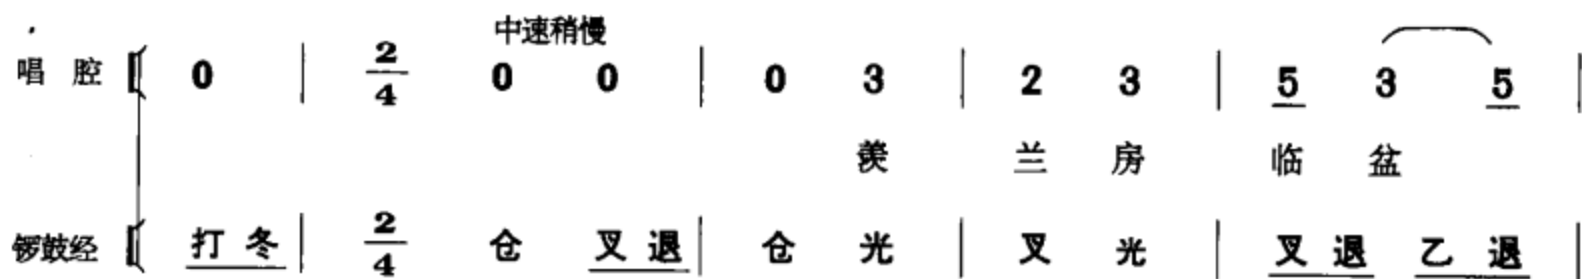 中速稍慢
唱 腔 0 | 2/4 0 0 | 0 3 | 2 3 | 5 3 5 |
羨 兰 房 临 盆
锣鼓经 打 冬 | 2/4 仓 叉 退 | 仓 光 | 叉 光 | 叉 退 乙 退 |